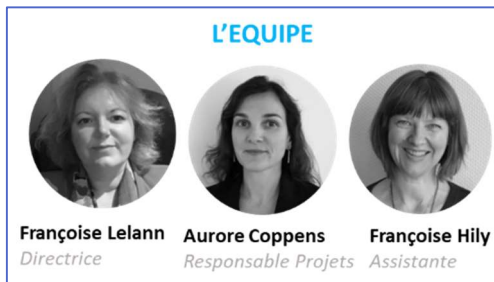 L'EQUIPE
Françoise Lelann
Directrice
Aurore Coppens
Responsable Projets
Françoise Hily
Assistante